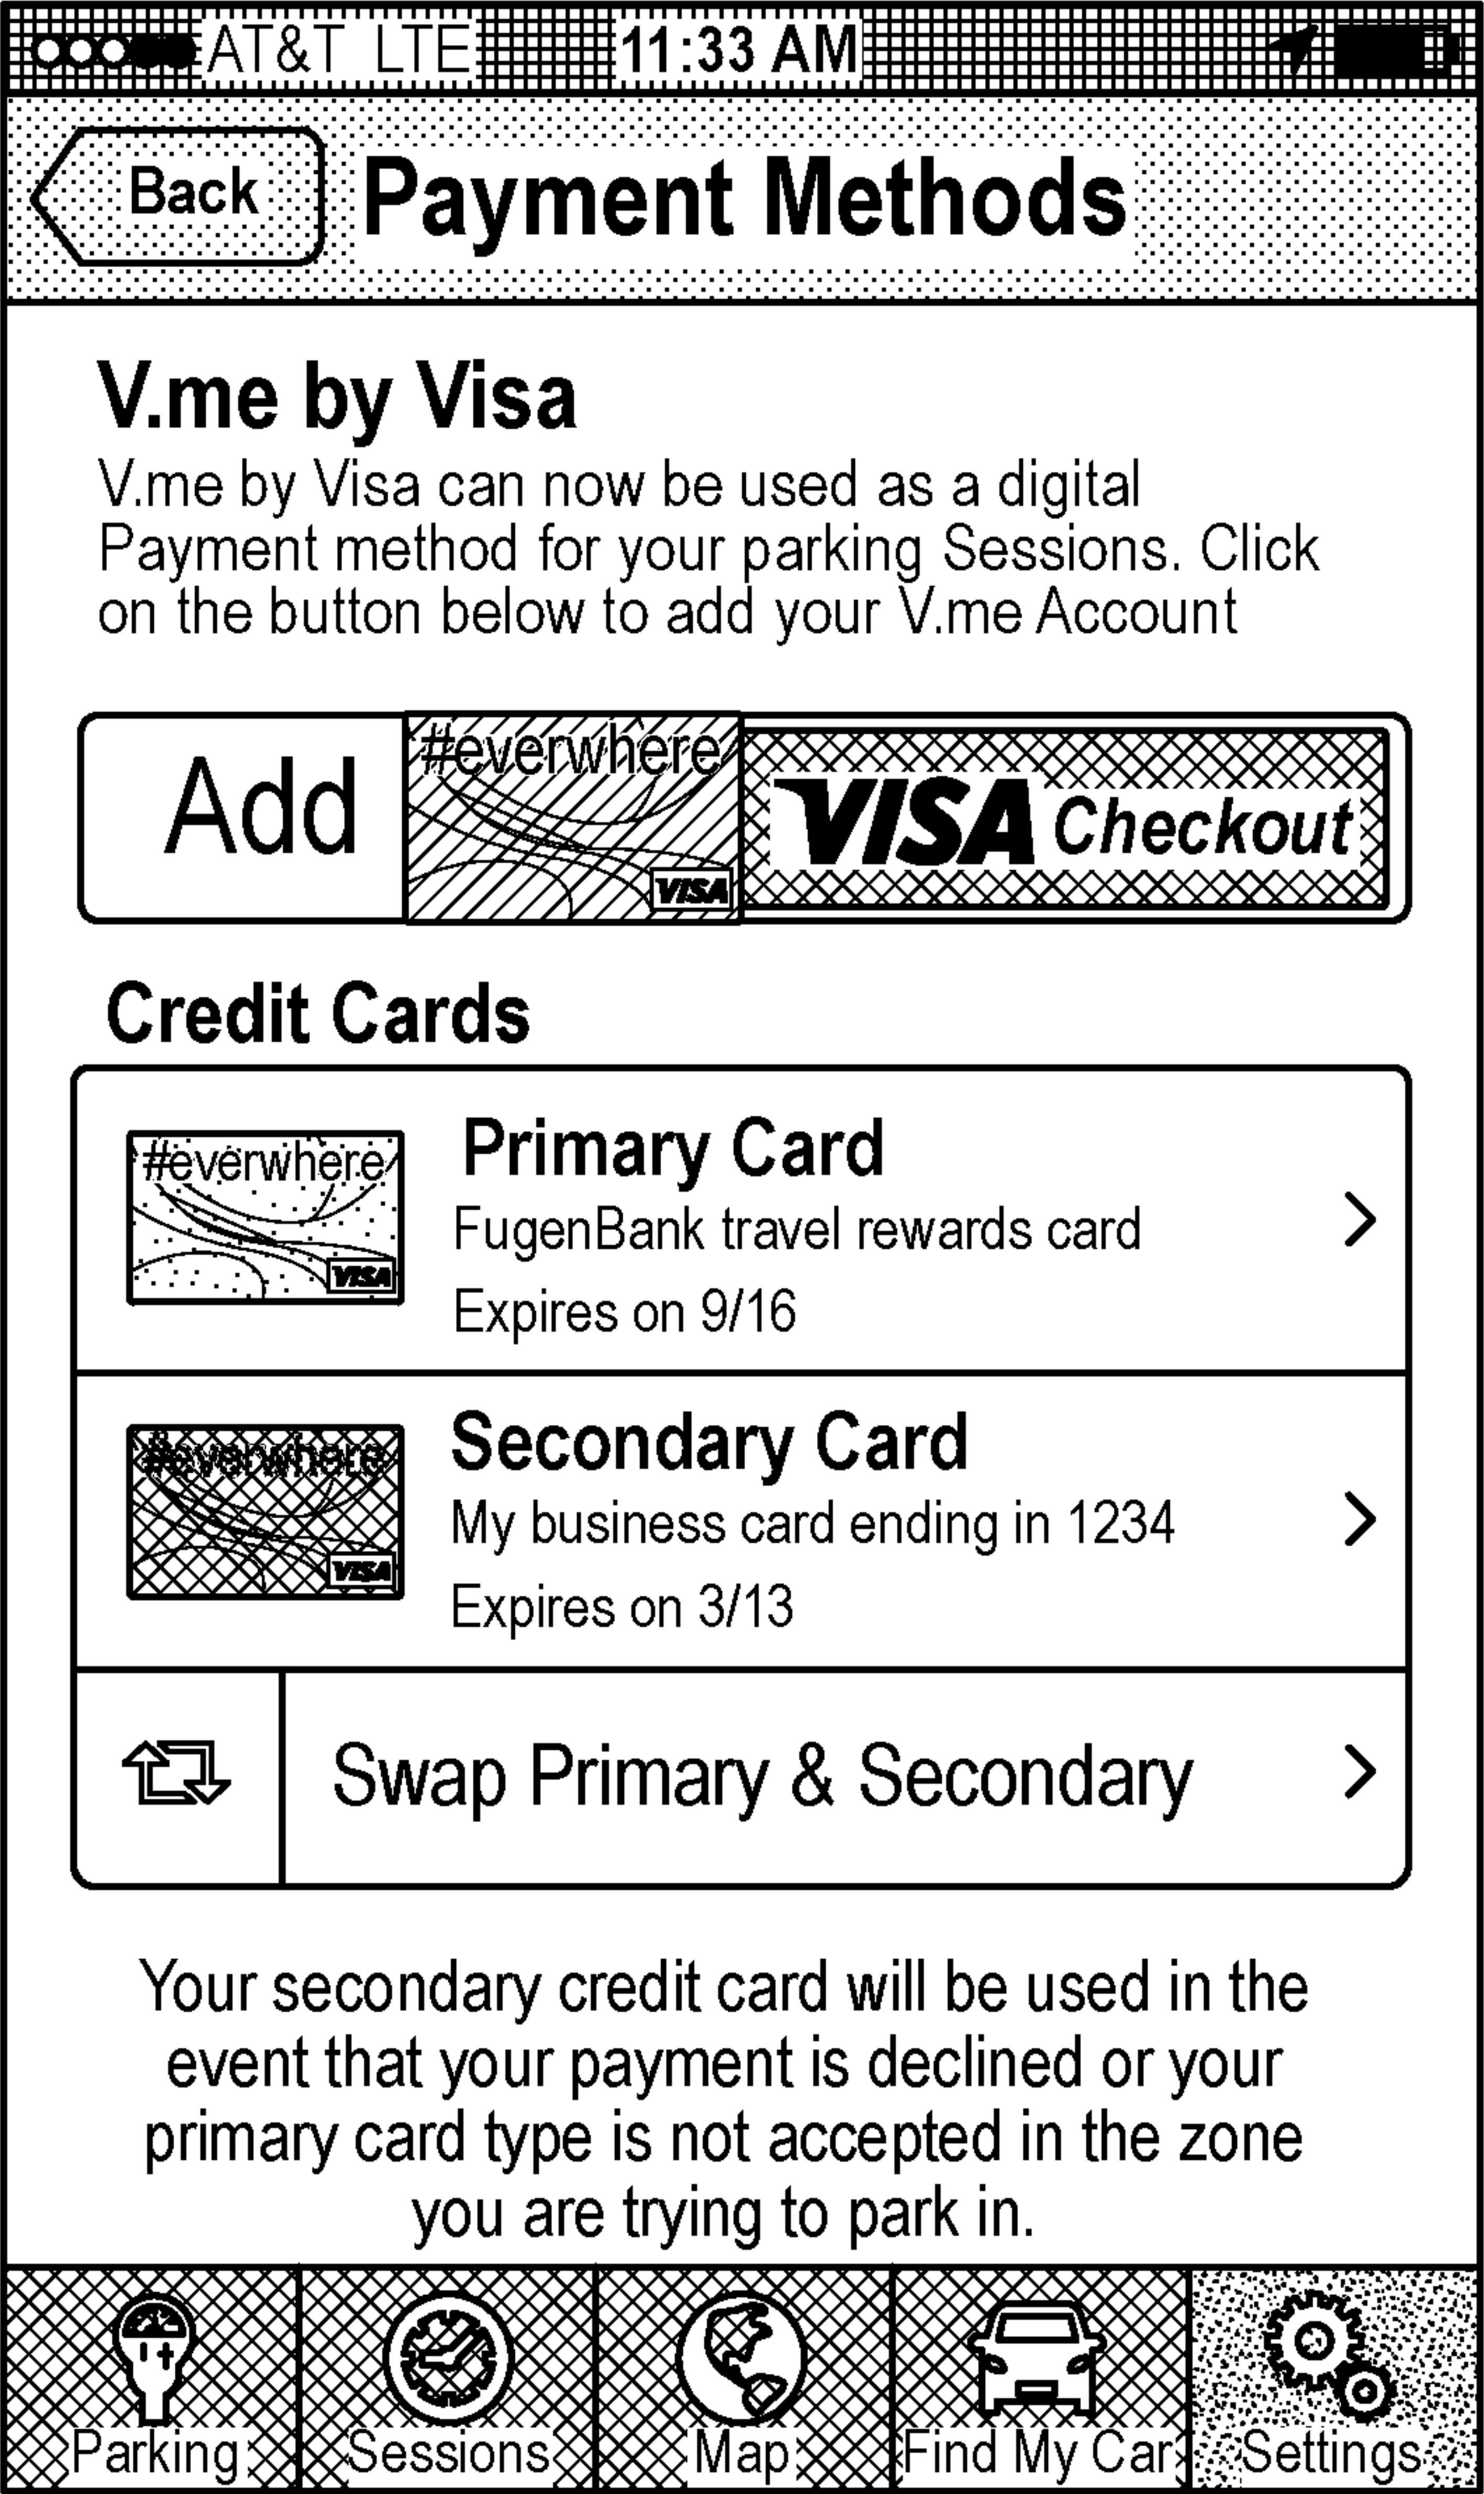 AT&T LTE 11:33 AM
Back
Payment Methods
V.me by Visa
V.me by Visa can now be used as a digital
Payment method for your parking Sessions. Click
on the button below to add your V.me Account
Add
#everwhere
VISA
VISA Checkout
Credit Cards
#everwhere
VISA
Primary Card
FugenBank travel rewards card
Expires on 9/16
#everwhere
VISA
Secondary Card
My business card ending in 1234
Expires on 3/13
Swap Primary & Secondary
Your secondary credit card will be used in the
event that your payment is declined or your
primary card type is not accepted in the zone
you are trying to park in.
Parking Sessions Map Find My Car Settings